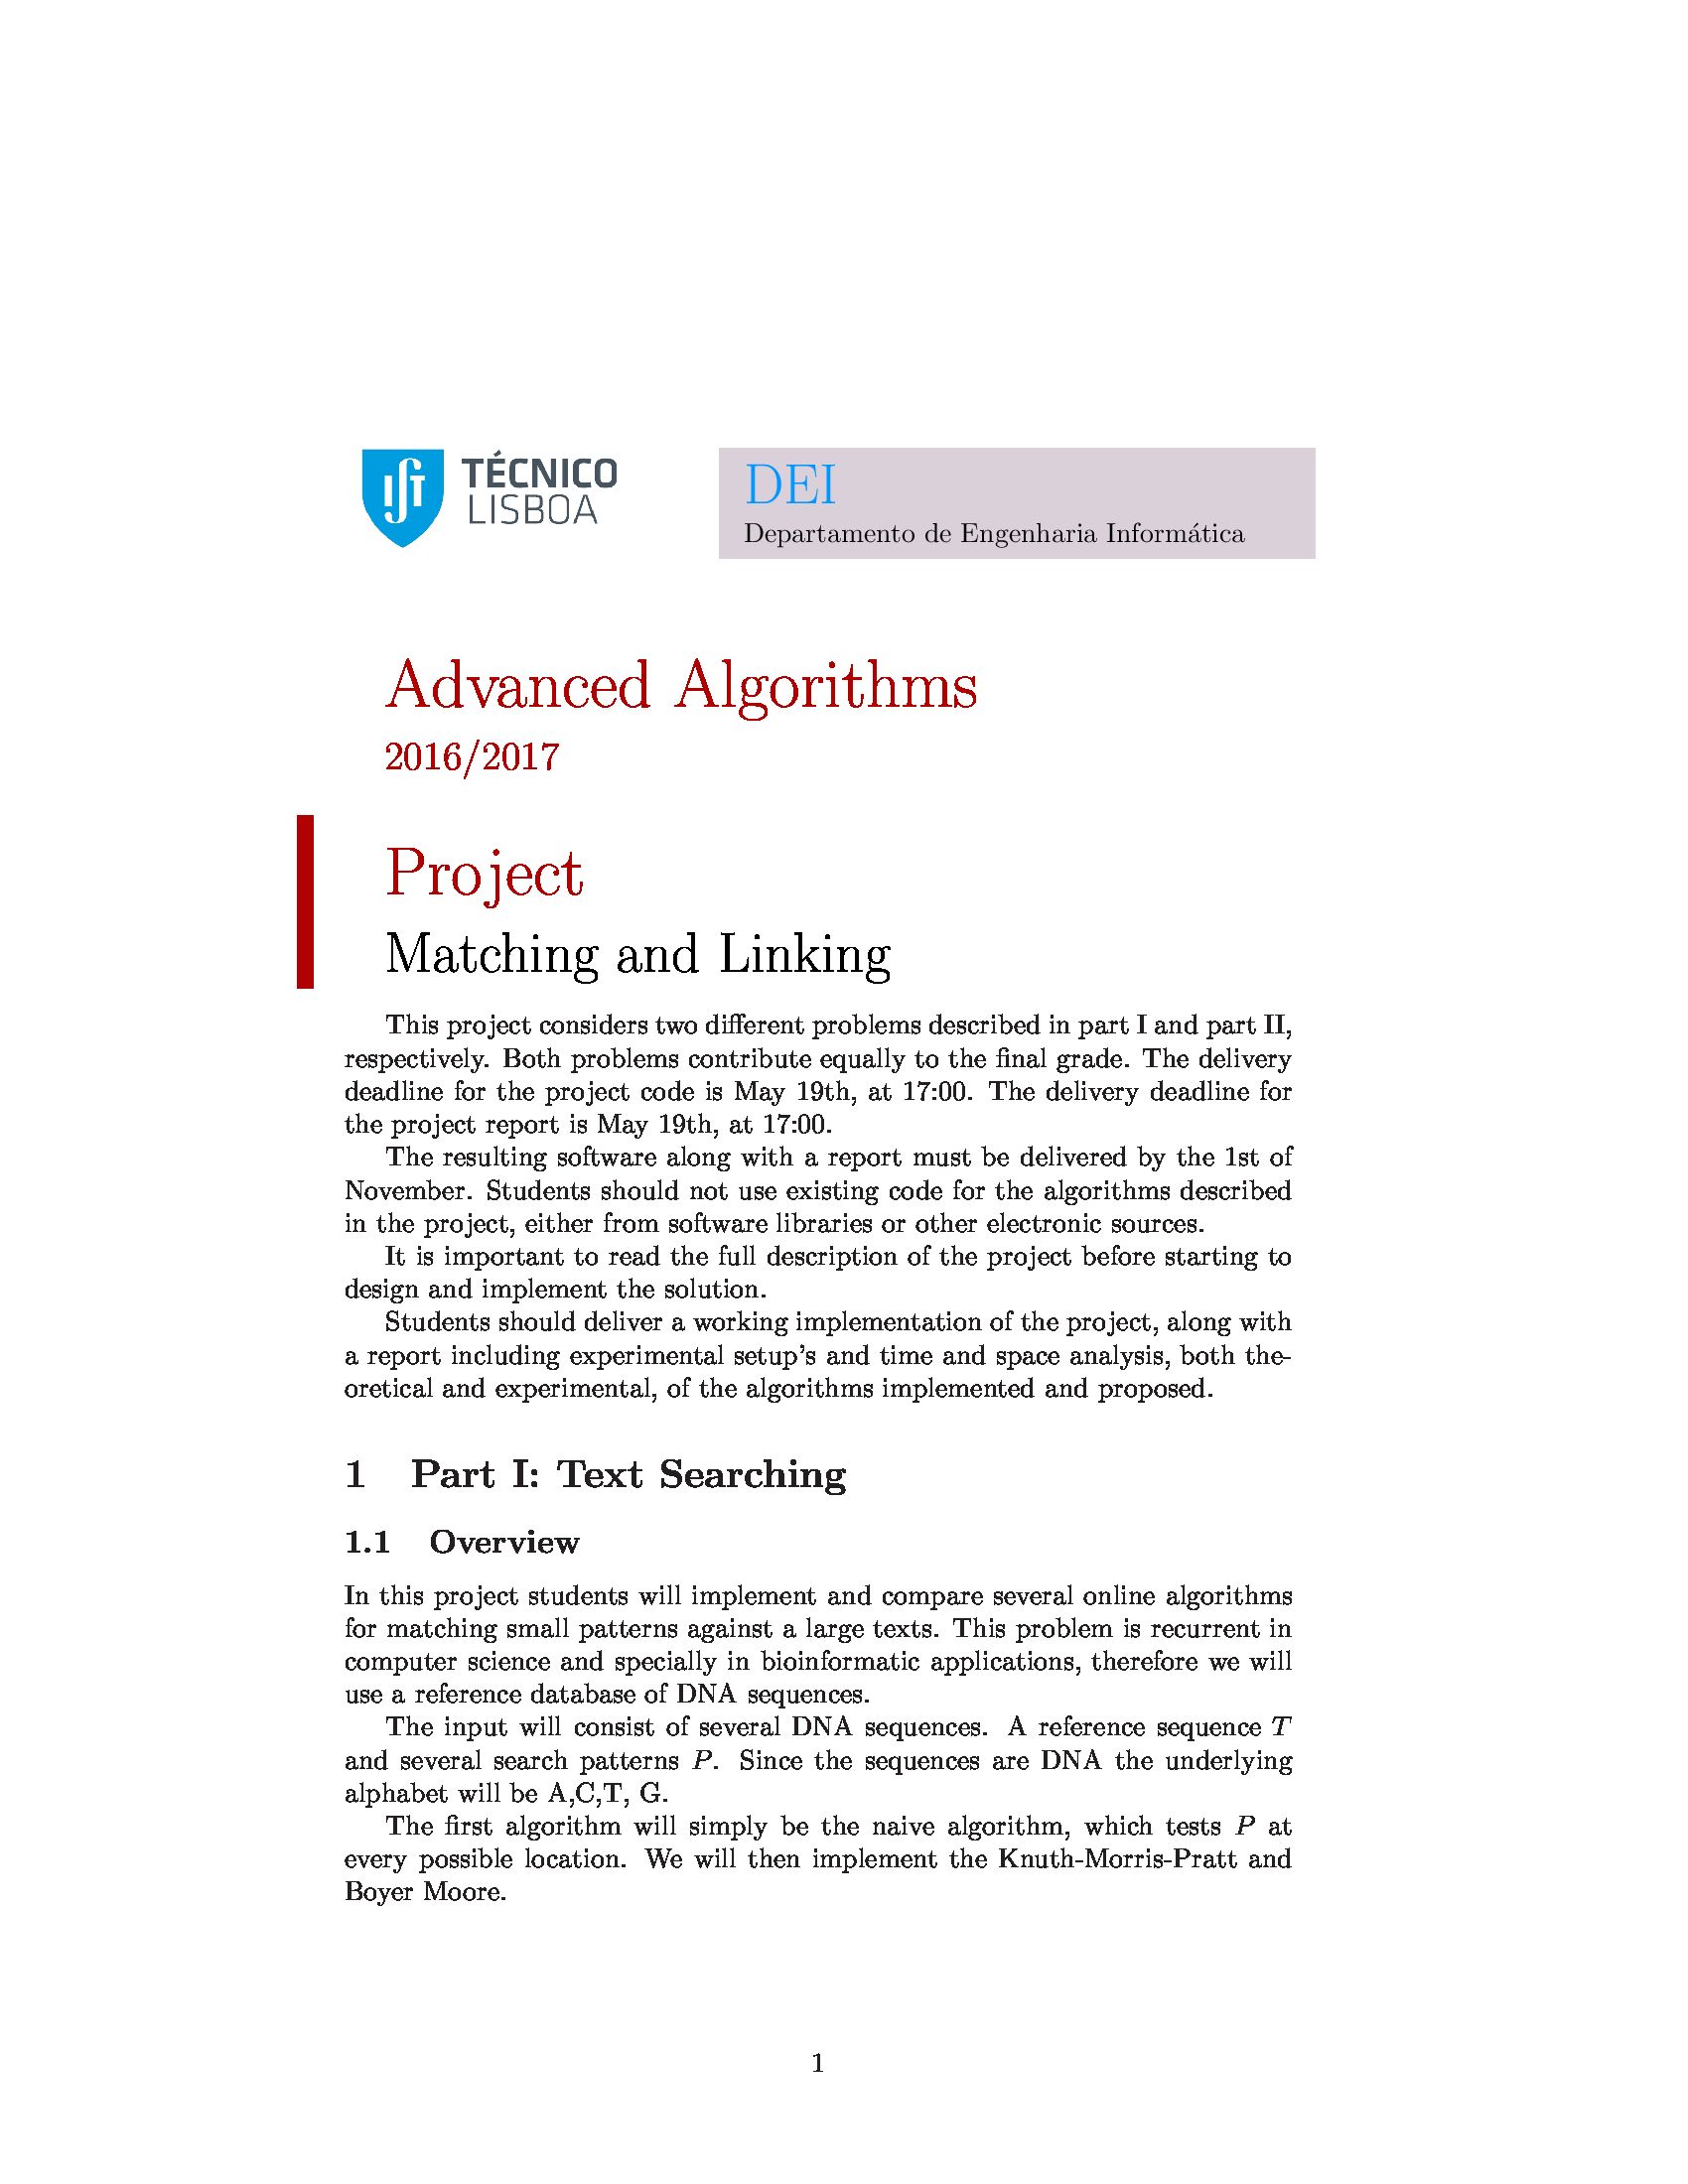 TÉCNICO
LISBOA
DEI
Departamento de Engenharia Informática
Advanced Algorithms
2016/2017
Project
Matching and Linking
This project considers two different problems described in part I and part II,
respectively. Both problems contribute equally to the final grade. The delivery
deadline for the project code is May 19th, at 17:00. The delivery deadline for
the project report is May 19th, at 17:00.
The resulting software along with a report must be delivered by the 1st of
November. Students should not use existing code for the algorithms described
in the project, either from software libraries or other electronic sources.
It is important to read the full description of the project before starting to
design and implement the solution.
Students should deliver a working implementation of the project, along with
a report including experimental setup's and time and space analysis, both the-
oretical and experimental, of the algorithms implemented and proposed.
1 Part I: Text Searching
1.1 Overview
In this project students will implement and compare several online algorithms
for matching small patterns against a large texts. This problem is recurrent in
computer science and specially in bioinformatic applications, therefore we will
use a reference database of DNA sequences.
The input will consist of several DNA sequences. A reference sequence T
and several search patterns P. Since the sequences are DNA the underlying
alphabet will be A,C,T, G.
The first algorithm will simply be the naive algorithm, which tests P at
every possible location. We will then implement the Knuth-Morris-Pratt and
Boyer Moore.
1